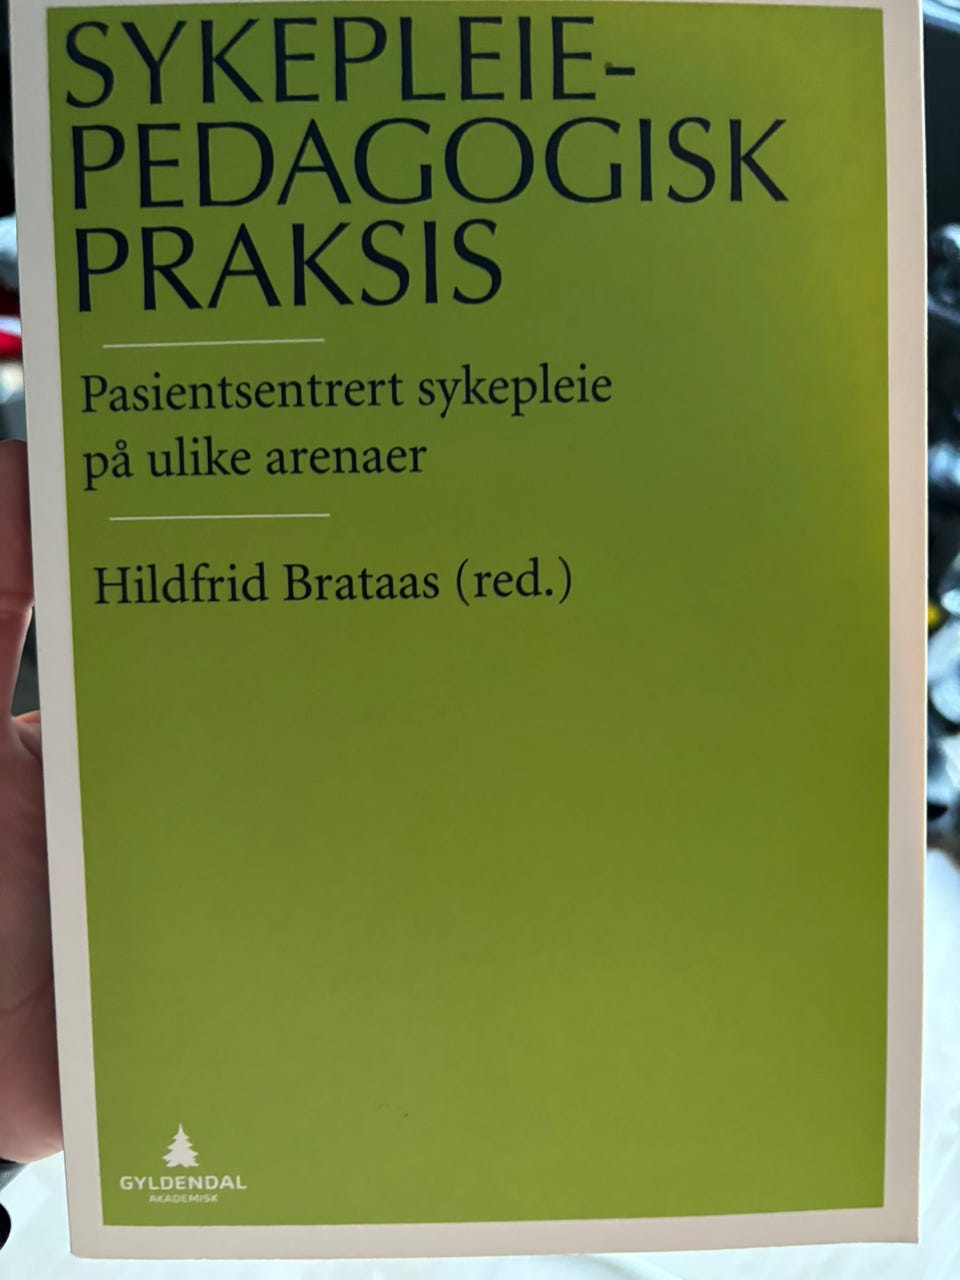 SYKEPLEIE-
PEDAGOGISK
PRAKSIS
Pasientsentrert sykepleie
på ulike arenaer
Hildfrid Brataas (red.)
GYLDENDAL
AKADEMISK